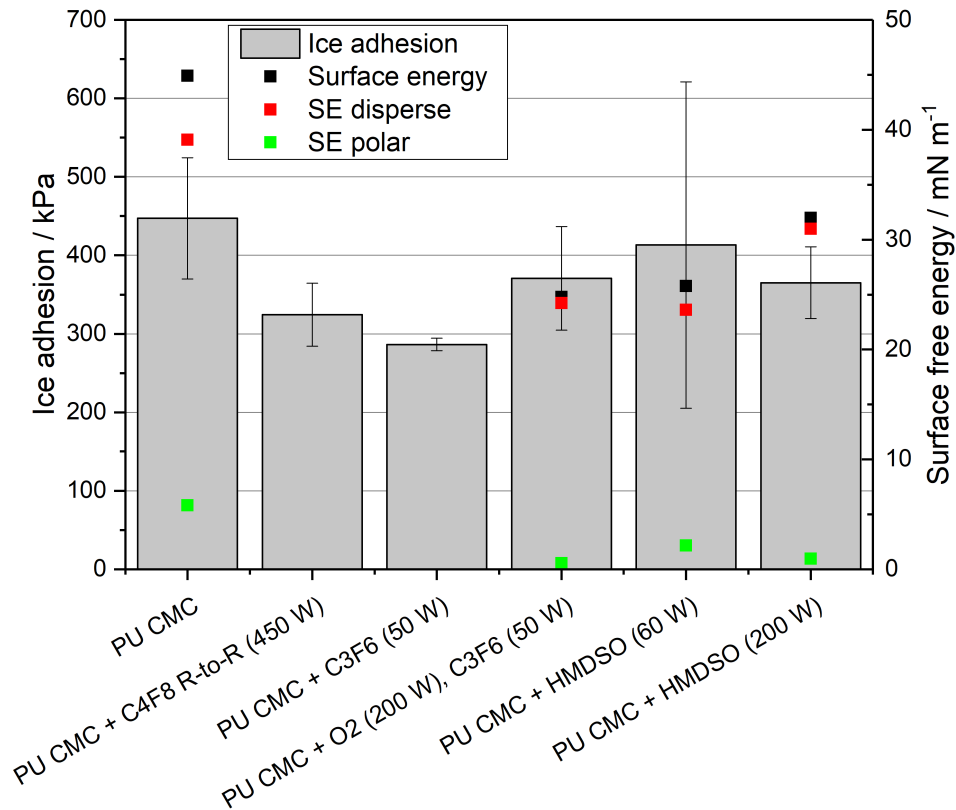 Ice adhesion
Surface energy
SE disperse
SE polar
Ice adhesion / kPa
700
600
500
400
300
200
100
0
Surface free energy / mN m⁻¹
50
40
30
20
10
0
PU CMC
PU CMC + C4F8 R-to-R (450 W)
PU CMC + C3F6 (50 W)
PU CMC + O2 (200 W), C3F6 (50 W)
PU CMC + HMDSO (60 W)
PU CMC + HMDSO (200 W)